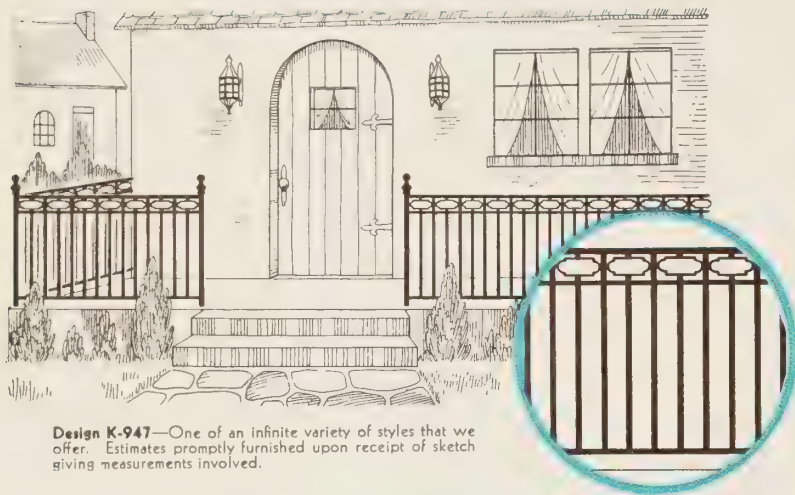 Design K-947—One of an infinite variety of styles that we
offer. Estimates promptly furnished upon receipt of sketch
giving measurements involved.